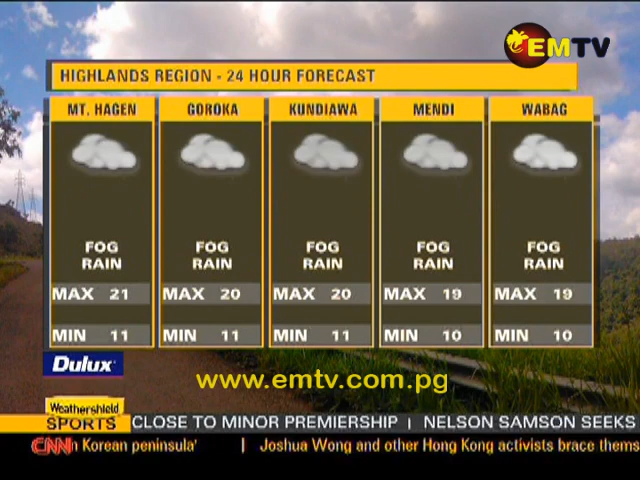 EMTV
HIGHLANDS REGION - 24 HOUR FORECAST
MT. HAGEN GOROKA KUNDIAWA MENDI WABAG
FOG FOG FOG FOG FOG
RAIN RAIN RAIN RAIN RAIN
MAX 21 MAX 20 MAX 20 MAX 19 MAX 19
MIN 11 MIN 11 MIN 11 MIN 10 MIN 10
Dulux
www.emtv.com.pg
Weathershield
SPORTS CLOSE TO MINOR PREMIERSHIP | NELSON SAMSON SEEKS
CNN n Korean peninsula' | Joshua Wong and other Hong Kong activists brace thems